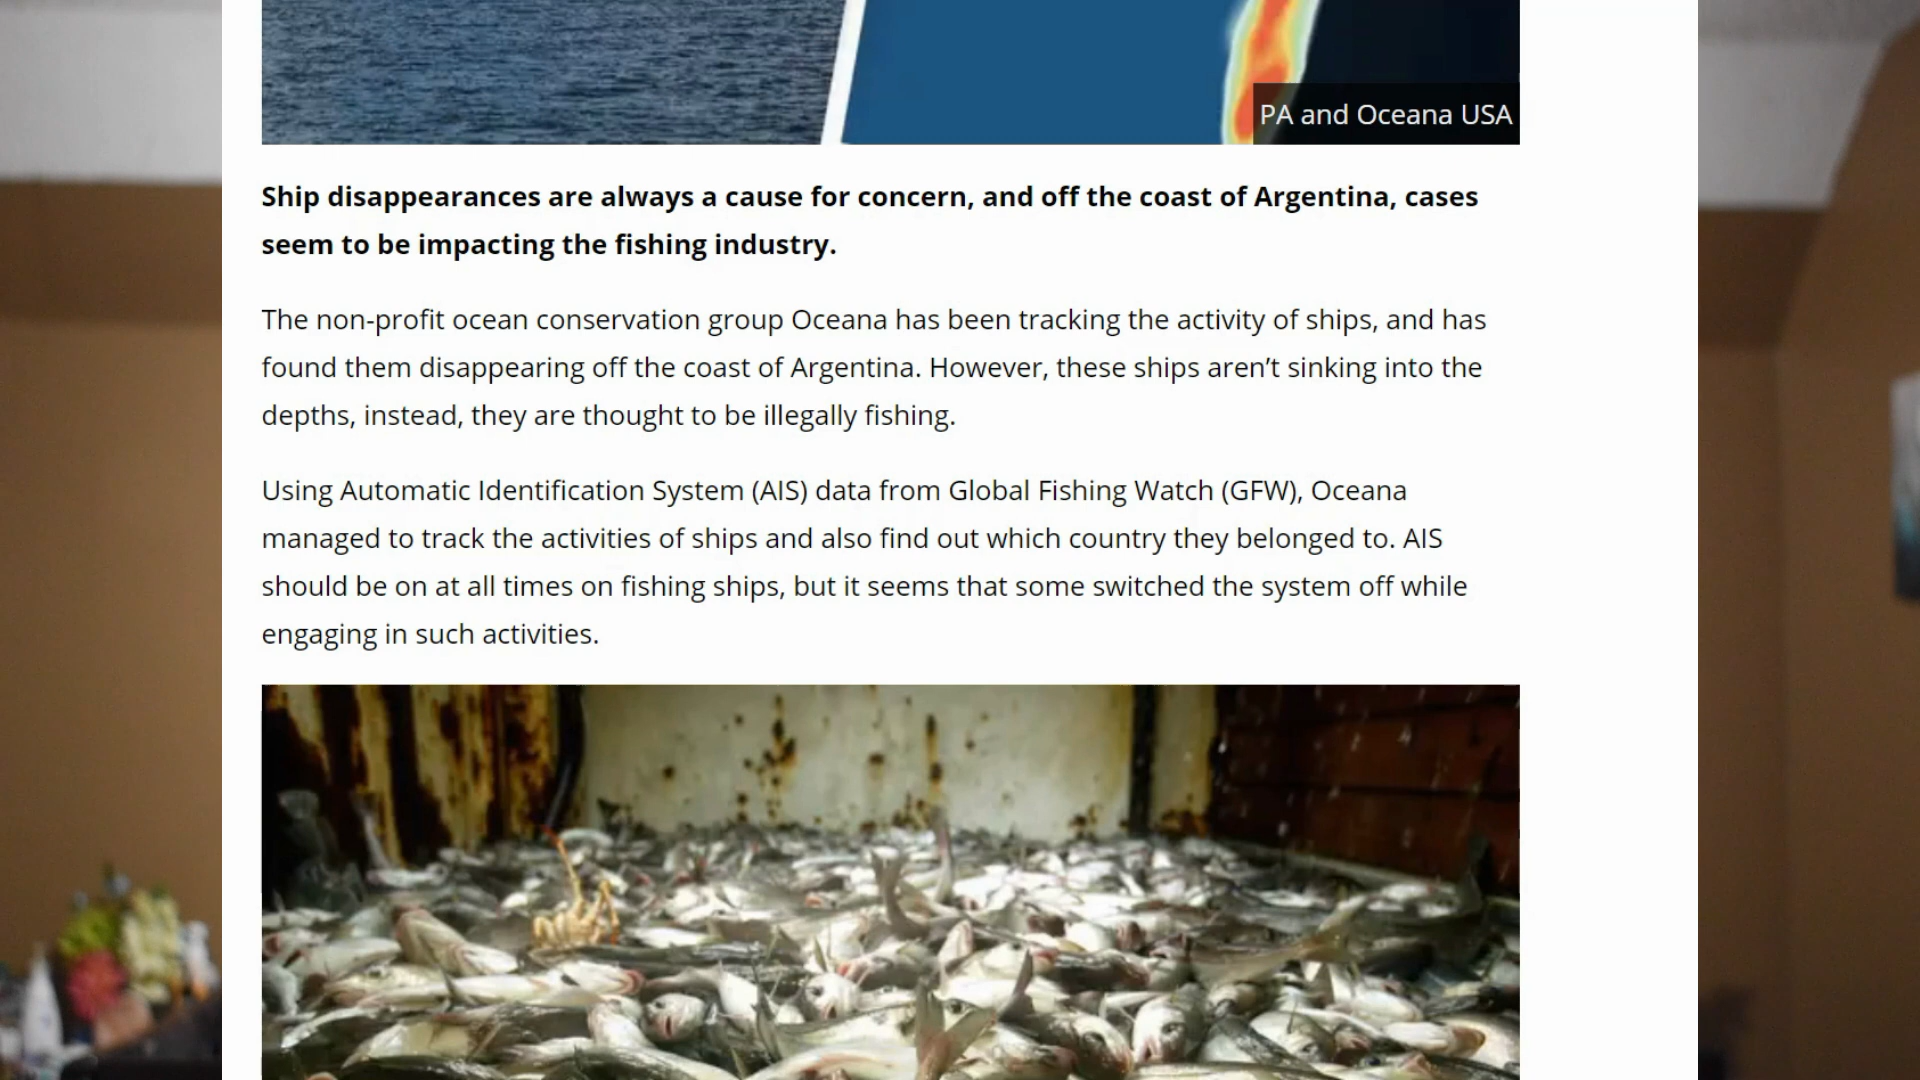 PA and Oceana USA
Ship disappearances are always a cause for concern, and off the coast of Argentina, cases
seem to be impacting the fishing industry.
The non-profit ocean conservation group Oceana has been tracking the activity of ships, and has
found them disappearing off the coast of Argentina. However, these ships aren’t sinking into the
depths, instead, they are thought to be illegally fishing.
Using Automatic Identification System (AIS) data from Global Fishing Watch (GFW), Oceana
managed to track the activities of ships and also find out which country they belonged to. AIS
should be on at all times on fishing ships, but it seems that some switched the system off while
engaging in such activities.